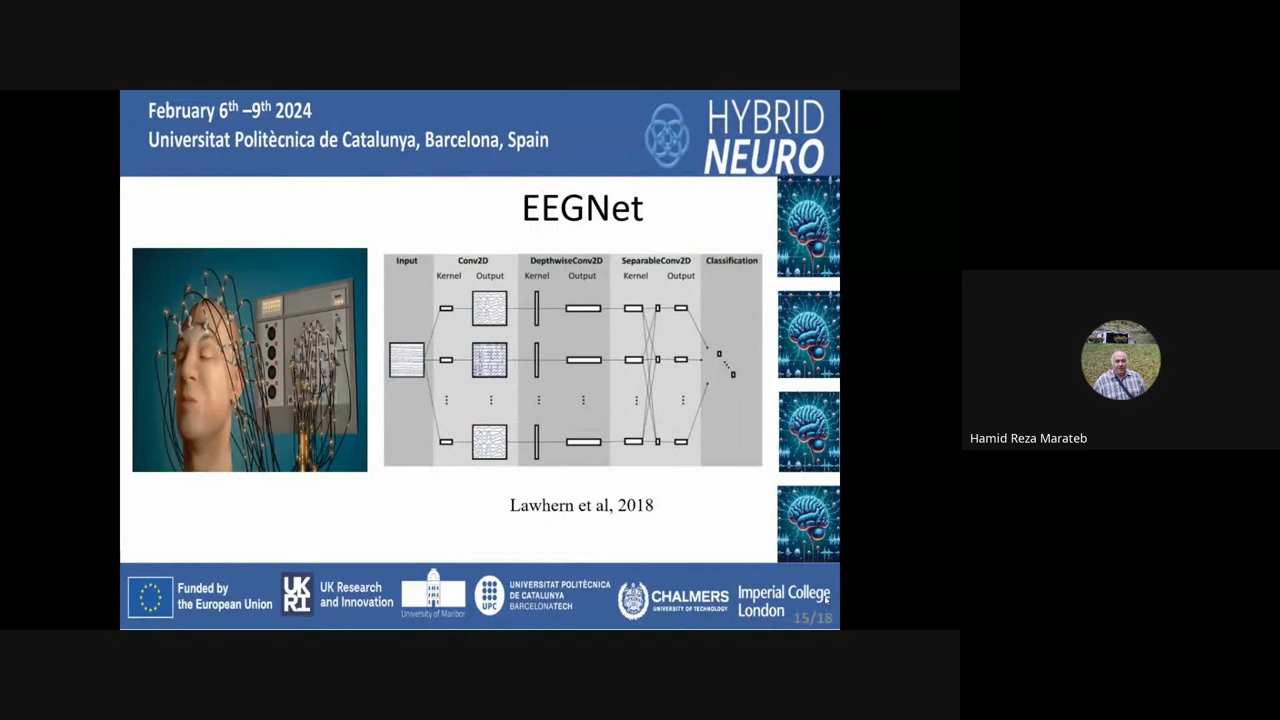 February 6th –9th 2024
Universitat Politècnica de Catalunya, Barcelona, Spain
HYBRID
NEURO
EEGNet
Input Conv2D DepthwiseConv2D SeparableConv2D Classification
Kernel Output Kernel Output Kernel Output
Lawhern et al, 2018
Funded by
the European Union
UK
RI
UK Research
and Innovation
University of Maribor
UPC
UNIVERSITAT POLITÈCNICA
DE CATALUNYA
BARCELONATECH
CHALMERS
UNIVERSITY OF TECHNOLOGY
Imperial College
London
15/18
Hamid Reza Marateb